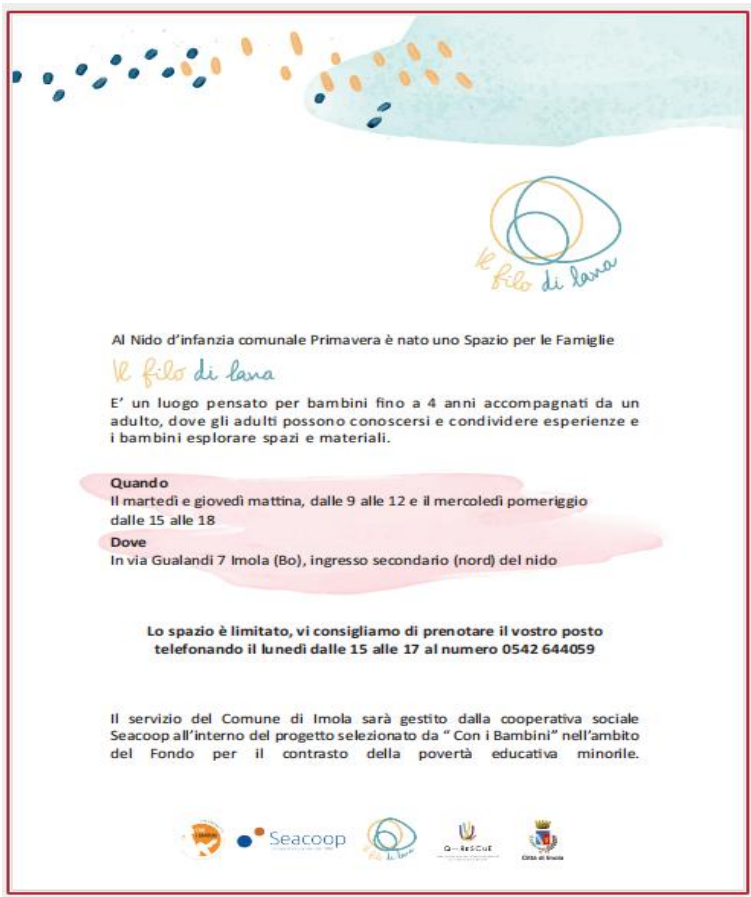 Il filo di lana
Al Nido d’infanzia comunale Primavera è nato uno Spazio per le Famiglie
Il filo di lana
E’ un luogo pensato per bambini fino a 4 anni accompagnati da un
adulto, dove gli adulti possono conoscersi e condividere esperienze e
i bambini esplorare spazi e materiali.
Quando
Il martedì e giovedì mattina, dalle 9 alle 12 e il mercoledì pomeriggio
dalle 15 alle 18
Dove
In via Gualandi 7 Imola (Bo), ingresso secondario (nord) del nido
Lo spazio è limitato, vi consigliamo di prenotare il vostro posto
telefonando il lunedì dalle 15 alle 17 al numero 0542 644059
Il servizio del Comune di Imola sarà gestito dalla cooperativa sociale
Seacoop all’interno del progetto selezionato da “ Con i Bambini” nell’ambito
del Fondo per il contrasto della povertà educativa minorile.
Seacoop
Il filo di lana
Q-RESCUE
Città di Imola